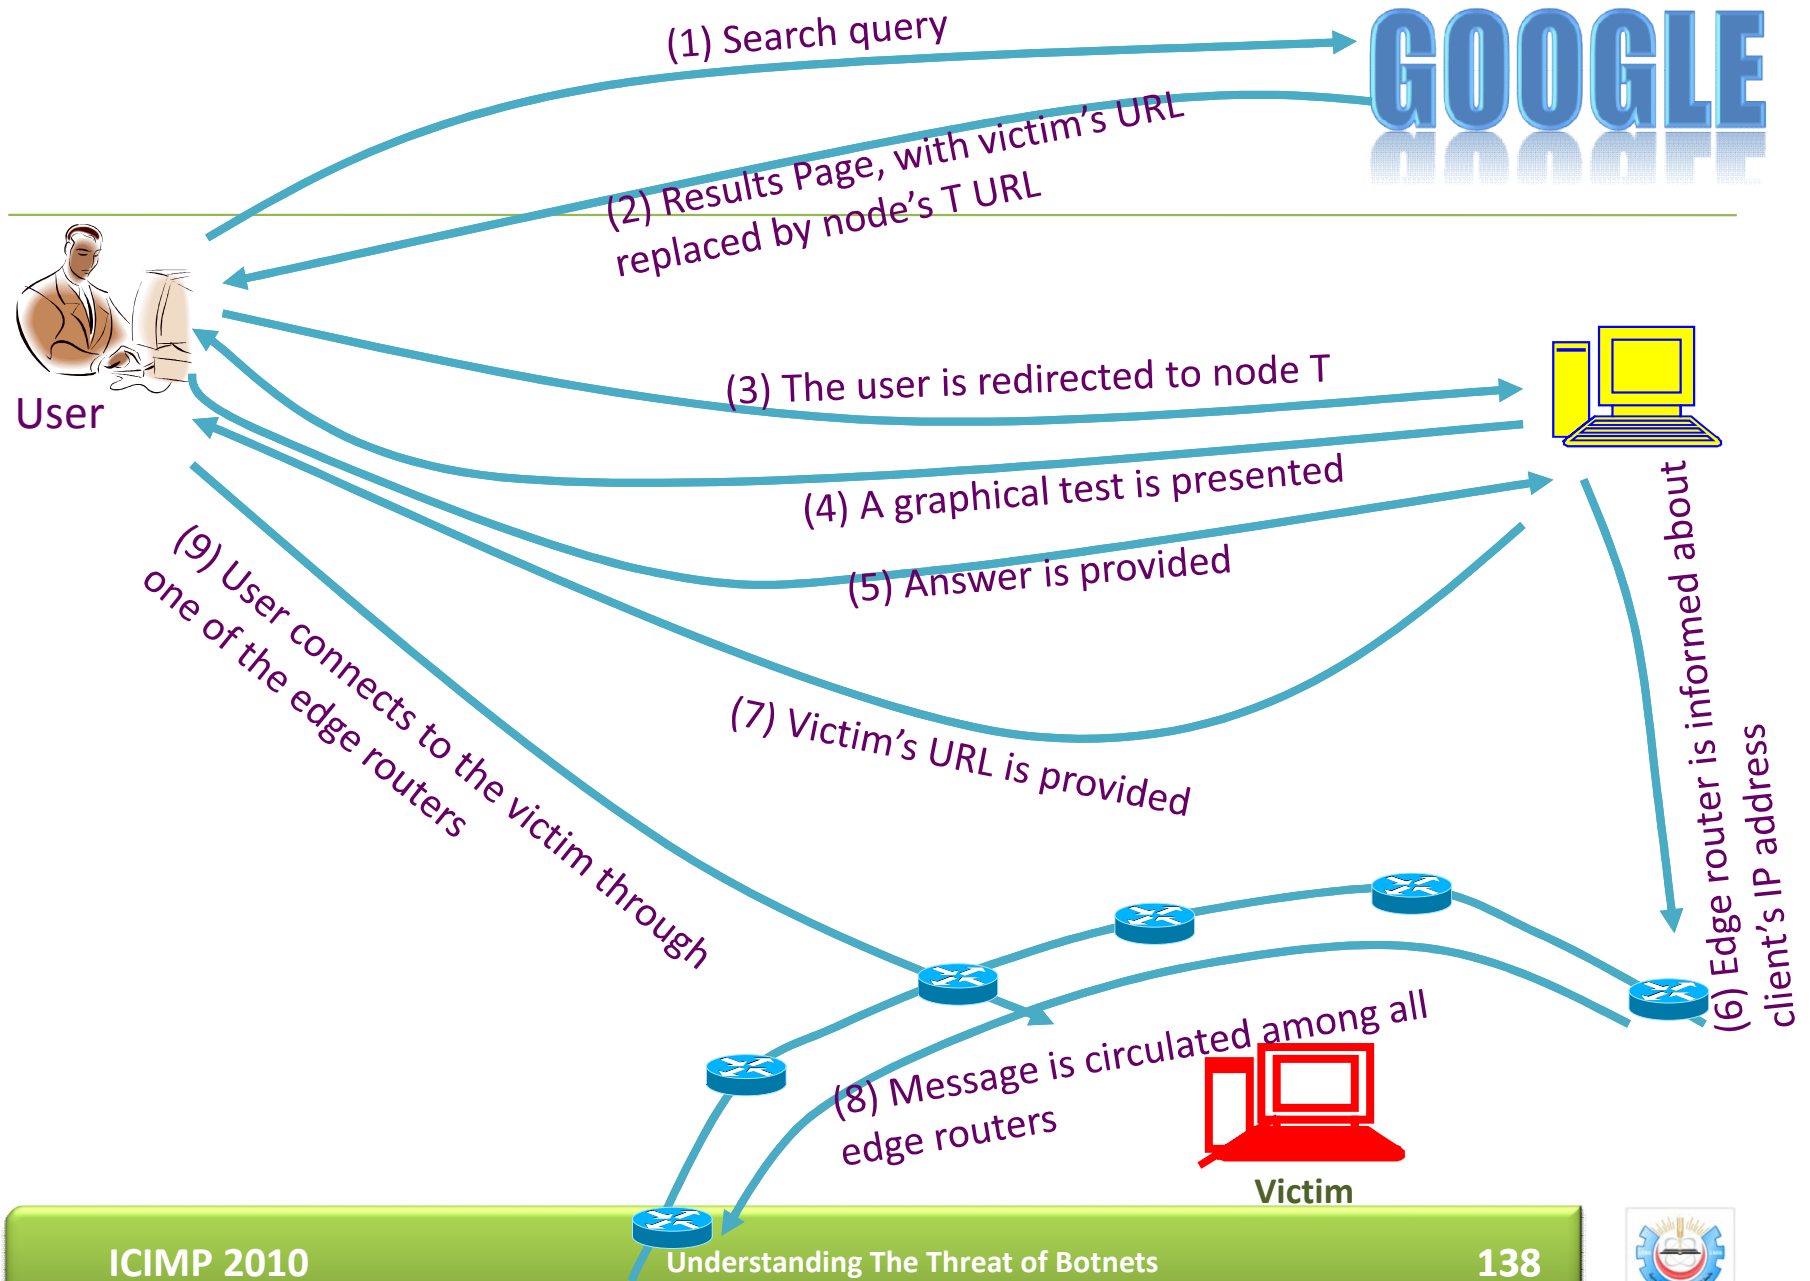 (1) Search query
GOOGLE
(2) Results Page, with victim's URL
replaced by node's T URL
User
(3) The user is redirected to node T
(4) A graphical test is presented
(5) Answer is provided
(6) Edge router is informed about
client's IP address
(7) Victim's URL is provided
(9) User connects to the victim through
one of the edge routers
(8) Message is circulated among all
edge routers
Victim
ICIMP 2010
Understanding The Threat of Botnets
138